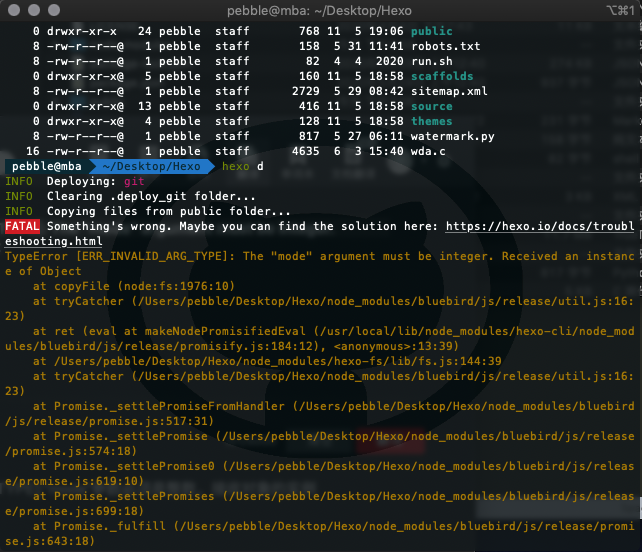 pebble@mba: ~/Desktop/Hexo
⌥⌘1
0 drwxr-xr-x 24 pebble staff 768 11 5 19:06 public
8 -rw-r--r--@ 1 pebble staff 158 5 31 11:41 robots.txt
8 -rw-r--r-- 1 pebble staff 82 4 4 2020 run.sh
0 drwxr-xr-x@ 5 pebble staff 160 11 5 18:58 scaffolds
8 -rw-r--r--@ 1 pebble staff 2729 5 29 08:42 sitemap.xml
0 drwxr-xr-x@ 13 pebble staff 416 11 5 18:58 source
0 drwxr-xr-x@ 4 pebble staff 128 11 5 18:58 themes
8 -rw-r--r--@ 1 pebble staff 817 5 27 06:11 watermark.py
16 -rw-r--r--@ 1 pebble staff 4635 6 3 15:40 wda.c
pebble@mba ~/Desktop/Hexo hexo d
INFO Deploying: git
INFO Clearing .deploy_git folder...
INFO Copying files from public folder...
FATAL Something's wrong. Maybe you can find the solution here: https://hexo.io/docs/troubl
eshooting.html
TypeError [ERR_INVALID_ARG_TYPE]: The "mode" argument must be integer. Received an instanc
e of Object
at copyFile (node:fs:1976:10)
at tryCatcher (/Users/pebble/Desktop/Hexo/node_modules/bluebird/js/release/util.js:16:
23)
at ret (eval at makeNodePromisifiedEval (/usr/local/lib/node_modules/hexo-cli/node_mod
ules/bluebird/js/release/promisify.js:184:12), <anonymous>:13:39)
at /Users/pebble/Desktop/Hexo/node_modules/hexo-fs/lib/fs.js:144:39
at tryCatcher (/Users/pebble/Desktop/Hexo/node_modules/bluebird/js/release/util.js:16:
23)
at Promise._settlePromiseFromHandler (/Users/pebble/Desktop/Hexo/node_modules/bluebird
/js/release/promise.js:517:31)
at Promise._settlePromise (/Users/pebble/Desktop/Hexo/node_modules/bluebird/js/release
/promise.js:574:18)
at Promise._settlePromise0 (/Users/pebble/Desktop/Hexo/node_modules/bluebird/js/releas
e/promise.js:619:10)
at Promise._settlePromises (/Users/pebble/Desktop/Hexo/node_modules/bluebird/js/releas
e/promise.js:699:18)
at Promise._fulfill (/Users/pebble/Desktop/Hexo/node_modules/bluebird/js/release/promi
se.js:643:18)